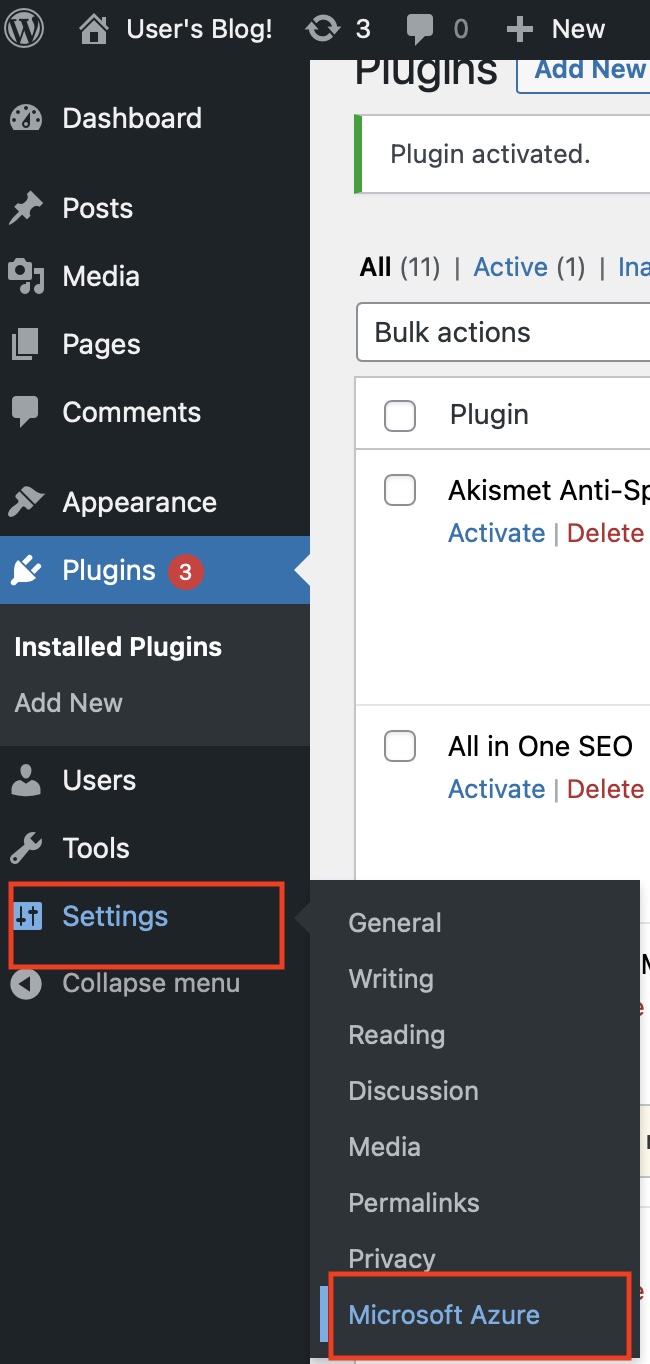 User's Blog! 3 0 New
Plugins Add New
Dashboard
Plugin activated.
Posts
Media
Pages
Comments
Appearance
Plugins 3
Installed Plugins
Add New
Users
Tools
Settings
Collapse menu
All (11) | Active (1) | Ina
Bulk actions
Plugin
Akismet Anti-Sp
Activate | Delete
All in One SEO
Activate | Delete
General
Writing
Reading
Discussion
Media
Permalinks
Privacy
Microsoft Azure